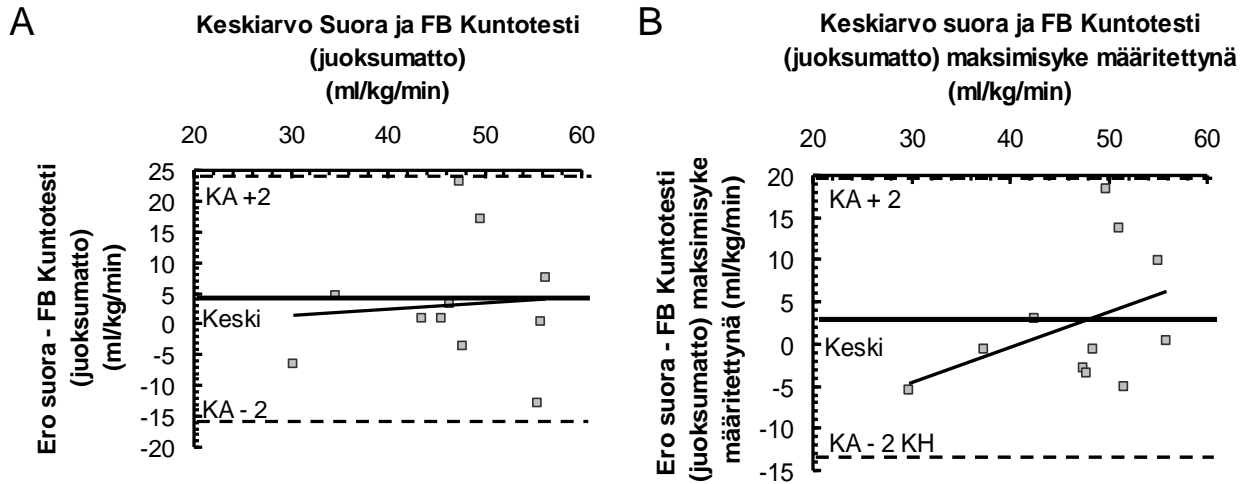 A
Keskiarvo Suora ja FB Kuntotesti
(juoksumatto)
(ml/kg/min)
20 30 40 50 60
Ero suora - FB Kuntotesti
(juoksumatto)
(ml/kg/min)
25
20
15
10
5
0
-5
-10
-15
-20
KA +2
Keski
KA - 2
B
Keskiarvo suora ja FB Kuntotesti
(juoksumatto) maksimisyke määritettynä
(ml/kg/min)
20 30 40 50 60
Ero suora - FB Kuntotesti
(juoksumatto) maksimisyke
määritettynä (ml/kg/min)
20
15
10
5
0
-5
-10
-15
KA + 2
Keski
KA - 2 KH